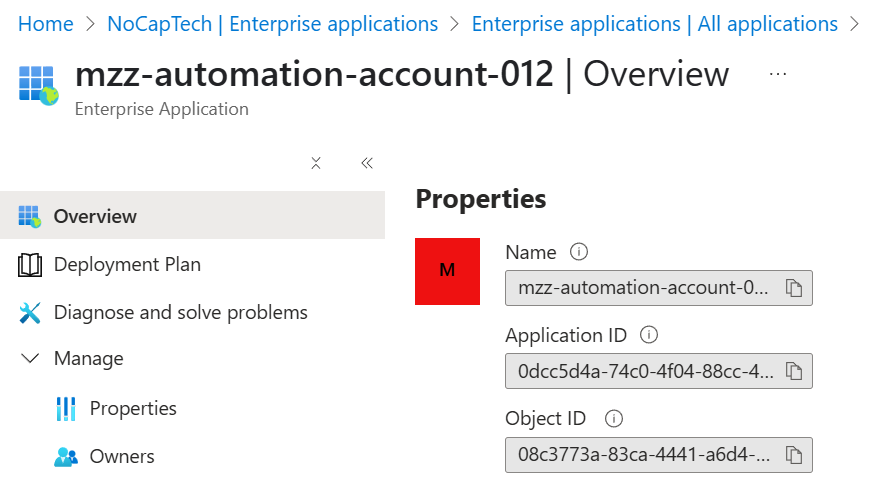 Home > NoCapTech | Enterprise applications > Enterprise applications | All applications >
mzz-automation-account-012 | Overview ...
Enterprise Application
Overview
Deployment Plan
Diagnose and solve problems
Manage
Properties
Owners
Properties
M
Name
mzz-automation-account-0...
Application ID
0dcc5d4a-74c0-4f04-88cc-4...
Object ID
08c3773a-83ca-4441-a6d4-...